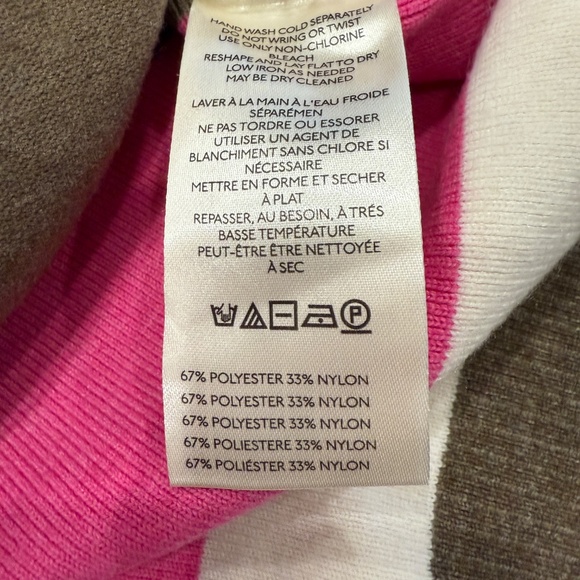 HAND WASH COLD SEPARATELY
DO NOT WRING OR TWIST
USE ONLY NON-CHLORINE
BLEACH
RESHAPE AND LAY FLAT TO DRY
LOW IRON AS NEEDED
MAY BE DRY CLEANED
LAVER À LA MAIN À L'EAU FROIDE
SÉPARÉMEN
NE PAS TORDRE OU ESSORER
UTILISER UN AGENT DE
BLANCHIMENT SANS CHLORE SI
NÉCESSAIRE
METTRE EN FORME ET SECHER
À PLAT
REPASSER, AU BESOIN, À TRÉS
BASSE TEMPÉRATURE
PEUT-ÊTRE ÊTRE NETTOYÉE
À SEC
P
67% POLYESTER 33% NYLON
67% POLYESTER 33% NYLON
67% POLYESTER 33% NYLON
67% POLIESTERE 33% NYLON
67% POLIÉSTER 33% NYLON